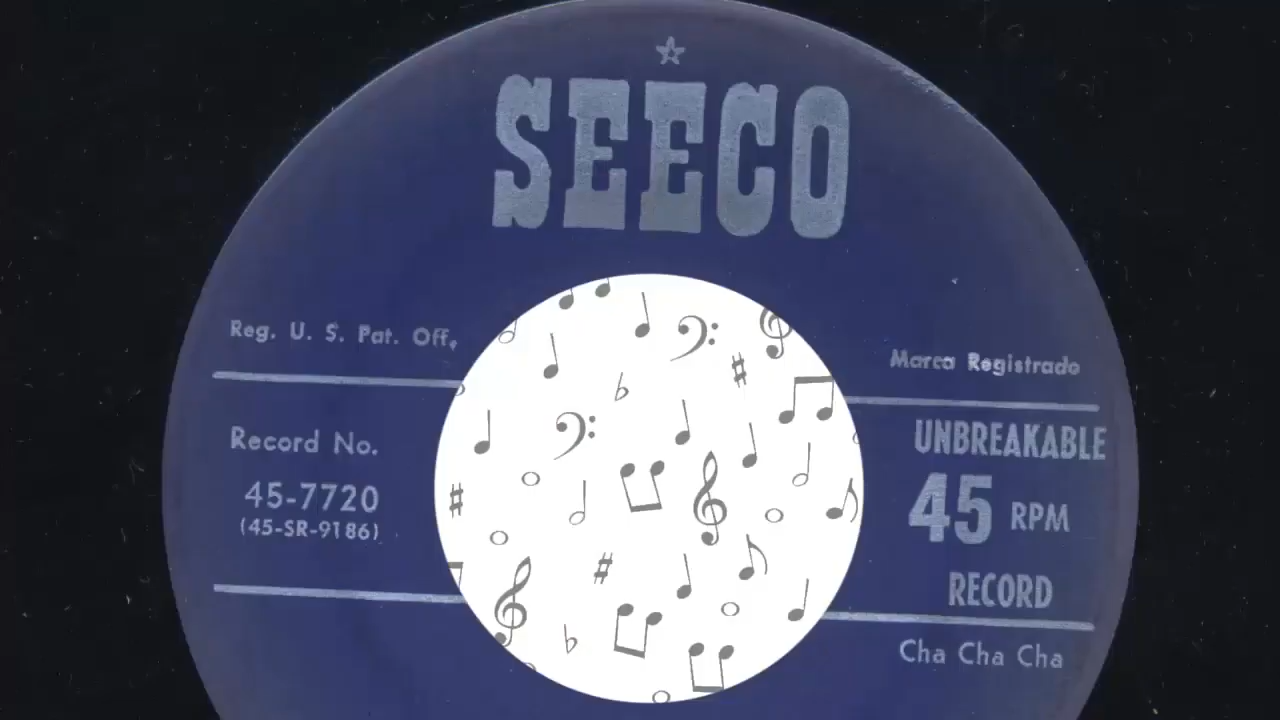 SEECO
Reg. U. S. Pat. Off.
Marca Registrado
Record No.
45-7720
(45-SR-9186)
UNBREAKABLE
45 RPM
RECORD
Cha Cha Cha